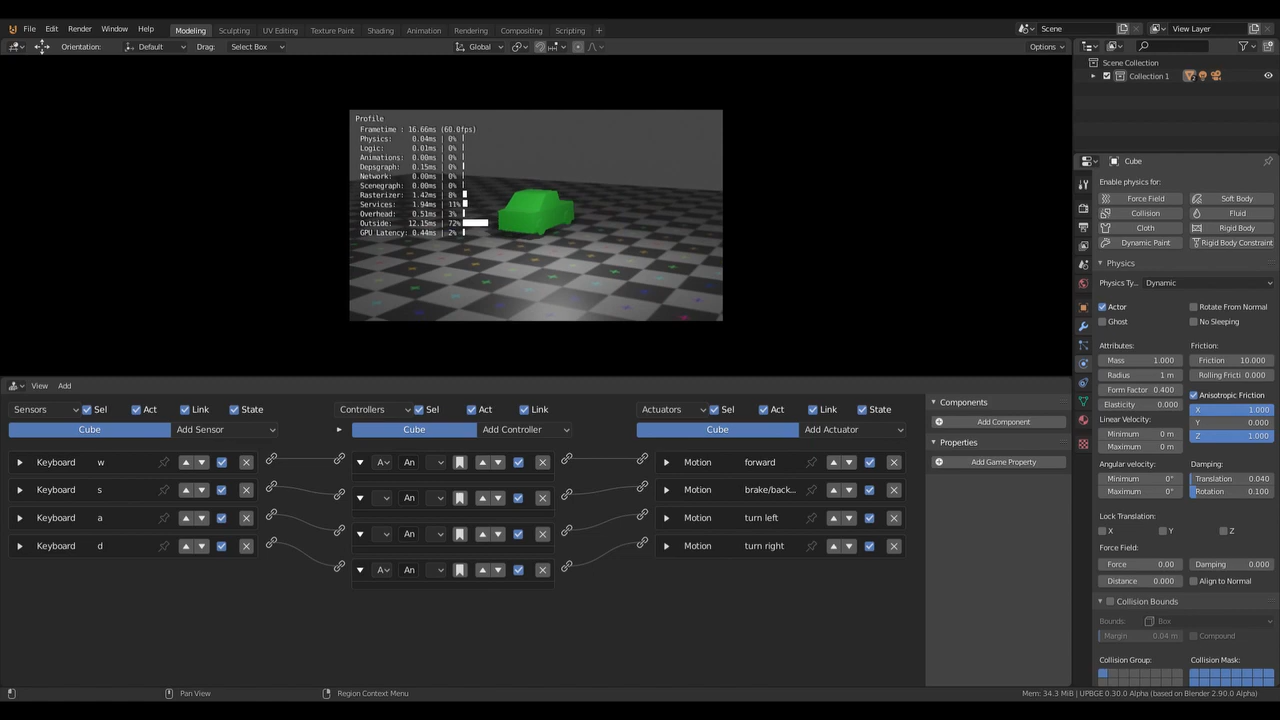 File Edit Render Window Help Modeling Sculpting UV Editing Texture Paint Shading Animation Rendering Compositing Scripting + Scene View Layer
Orientation: Default Drag: Select Box Global Options
Scene Collection
Collection 1
Profile
Frametime : 16.66ms (60.0fps)
Physics: 0.04ms | 0%
Logic: 0.01ms | 0%
Animations: 0.00ms | 0%
Depsgraph: 0.15ms | 0%
Network: 0.00ms | 0%
Scenegraph: 0.00ms | 0%
Rasterizer: 1.42ms | 8%
Services: 1.94ms | 11%
Overhead: 0.51ms | 3%
Outside: 12.15ms | 72%
GPU Latency: 0.44ms | 2%
Cube
Enable physics for:
Force Field Soft Body
Collision Fluid
Cloth Rigid Body
Dynamic Paint Rigid Body Constraint
Physics
Physics Ty... Dynamic
Actor Rotate From Normal
Ghost No Sleeping
Attributes: Friction:
Mass 1.000 Friction 10.000
Radius 1 m Rolling Fricti 0.000
Form Factor 0.400 Anisotropic Friction
Elasticity 0.000 X 1.000
Linear Velocity: Y 0.000
Minimum 0 m Z 1.000
Maximum 0 m
Angular velocity: Damping:
Minimum 0° Translation 0.040
Maximum 0° Rotation 0.100
Lock Translation:
X Y Z
Force Field:
Force 0.00 Damping 0.000
Distance 0.000 Align to Normal
Collision Bounds
Bounds: Box
Margin 0.04 m Compound
Collision Group: Collision Mask:
View Add
Sensors Sel Act Link State Controllers Sel Act Link Actuators Sel Act Link State
Cube Add Sensor Cube Add Controller Cube Add Actuator
Keyboard w A An Motion forward
Keyboard s An Motion brake/back...
Keyboard a An Motion turn left
Keyboard d A An Motion turn right
Components
Add Component
Properties
Add Game Property
Pan View Region Context Menu Mem: 34.3 MiB | UPBGE 0.30.0 Alpha (based on Blender 2.90.0 Alpha)